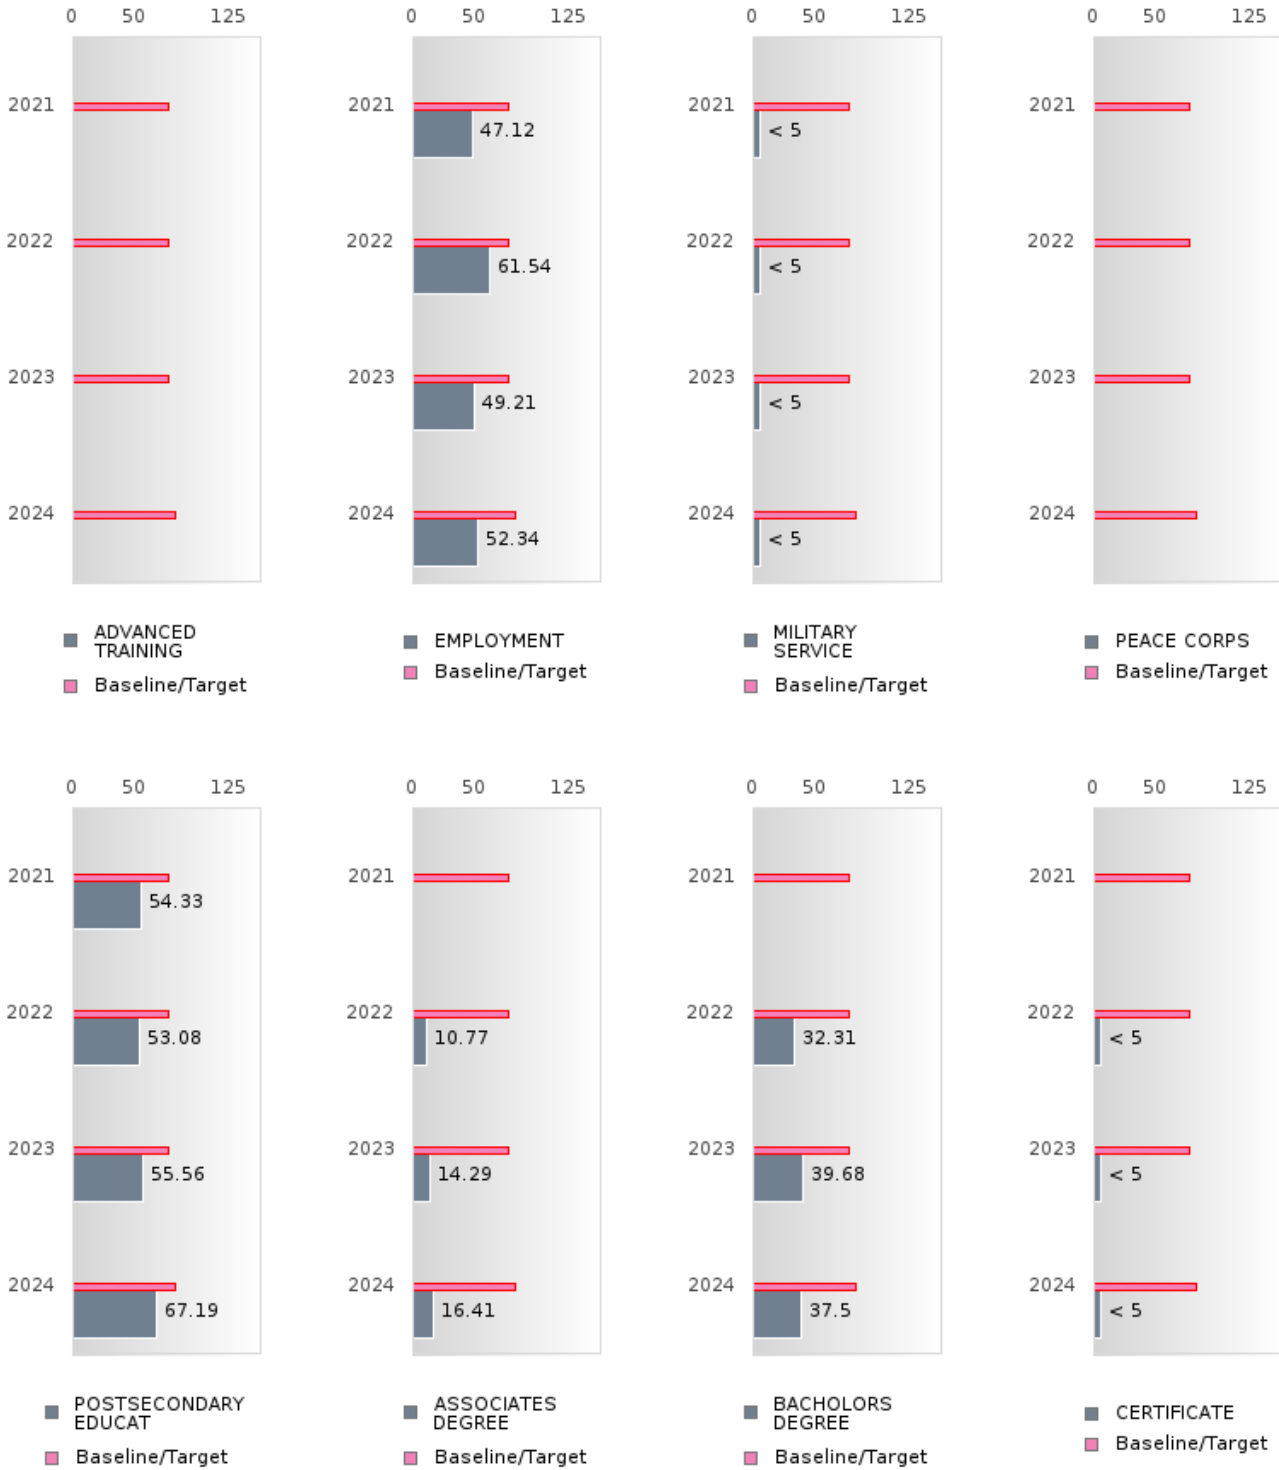 0 50 125
2021
2022
2023
2024
ADVANCED
TRAINING
Baseline/Target
0 50 125
2021
47.12
2022
61.54
2023
49.21
2024
52.34
EMPLOYMENT
Baseline/Target
0 50 125
2021
< 5
2022
< 5
2023
< 5
2024
< 5
MILITARY
SERVICE
Baseline/Target
0 50 125
2021
2022
2023
2024
PEACE CORPS
Baseline/Target
0 50 125
2021
54.33
2022
53.08
2023
55.56
2024
67.19
POSTSECONDARY
EDUCAT
Baseline/Target
0 50 125
2021
2022
10.77
2023
14.29
2024
16.41
ASSOCIATES
DEGREE
Baseline/Target
0 50 125
2021
2022
32.31
2023
39.68
2024
37.5
BACHOLORS
DEGREE
Baseline/Target
0 50 125
2021
2022
< 5
2023
< 5
2024
< 5
CERTIFICATE
Baseline/Target